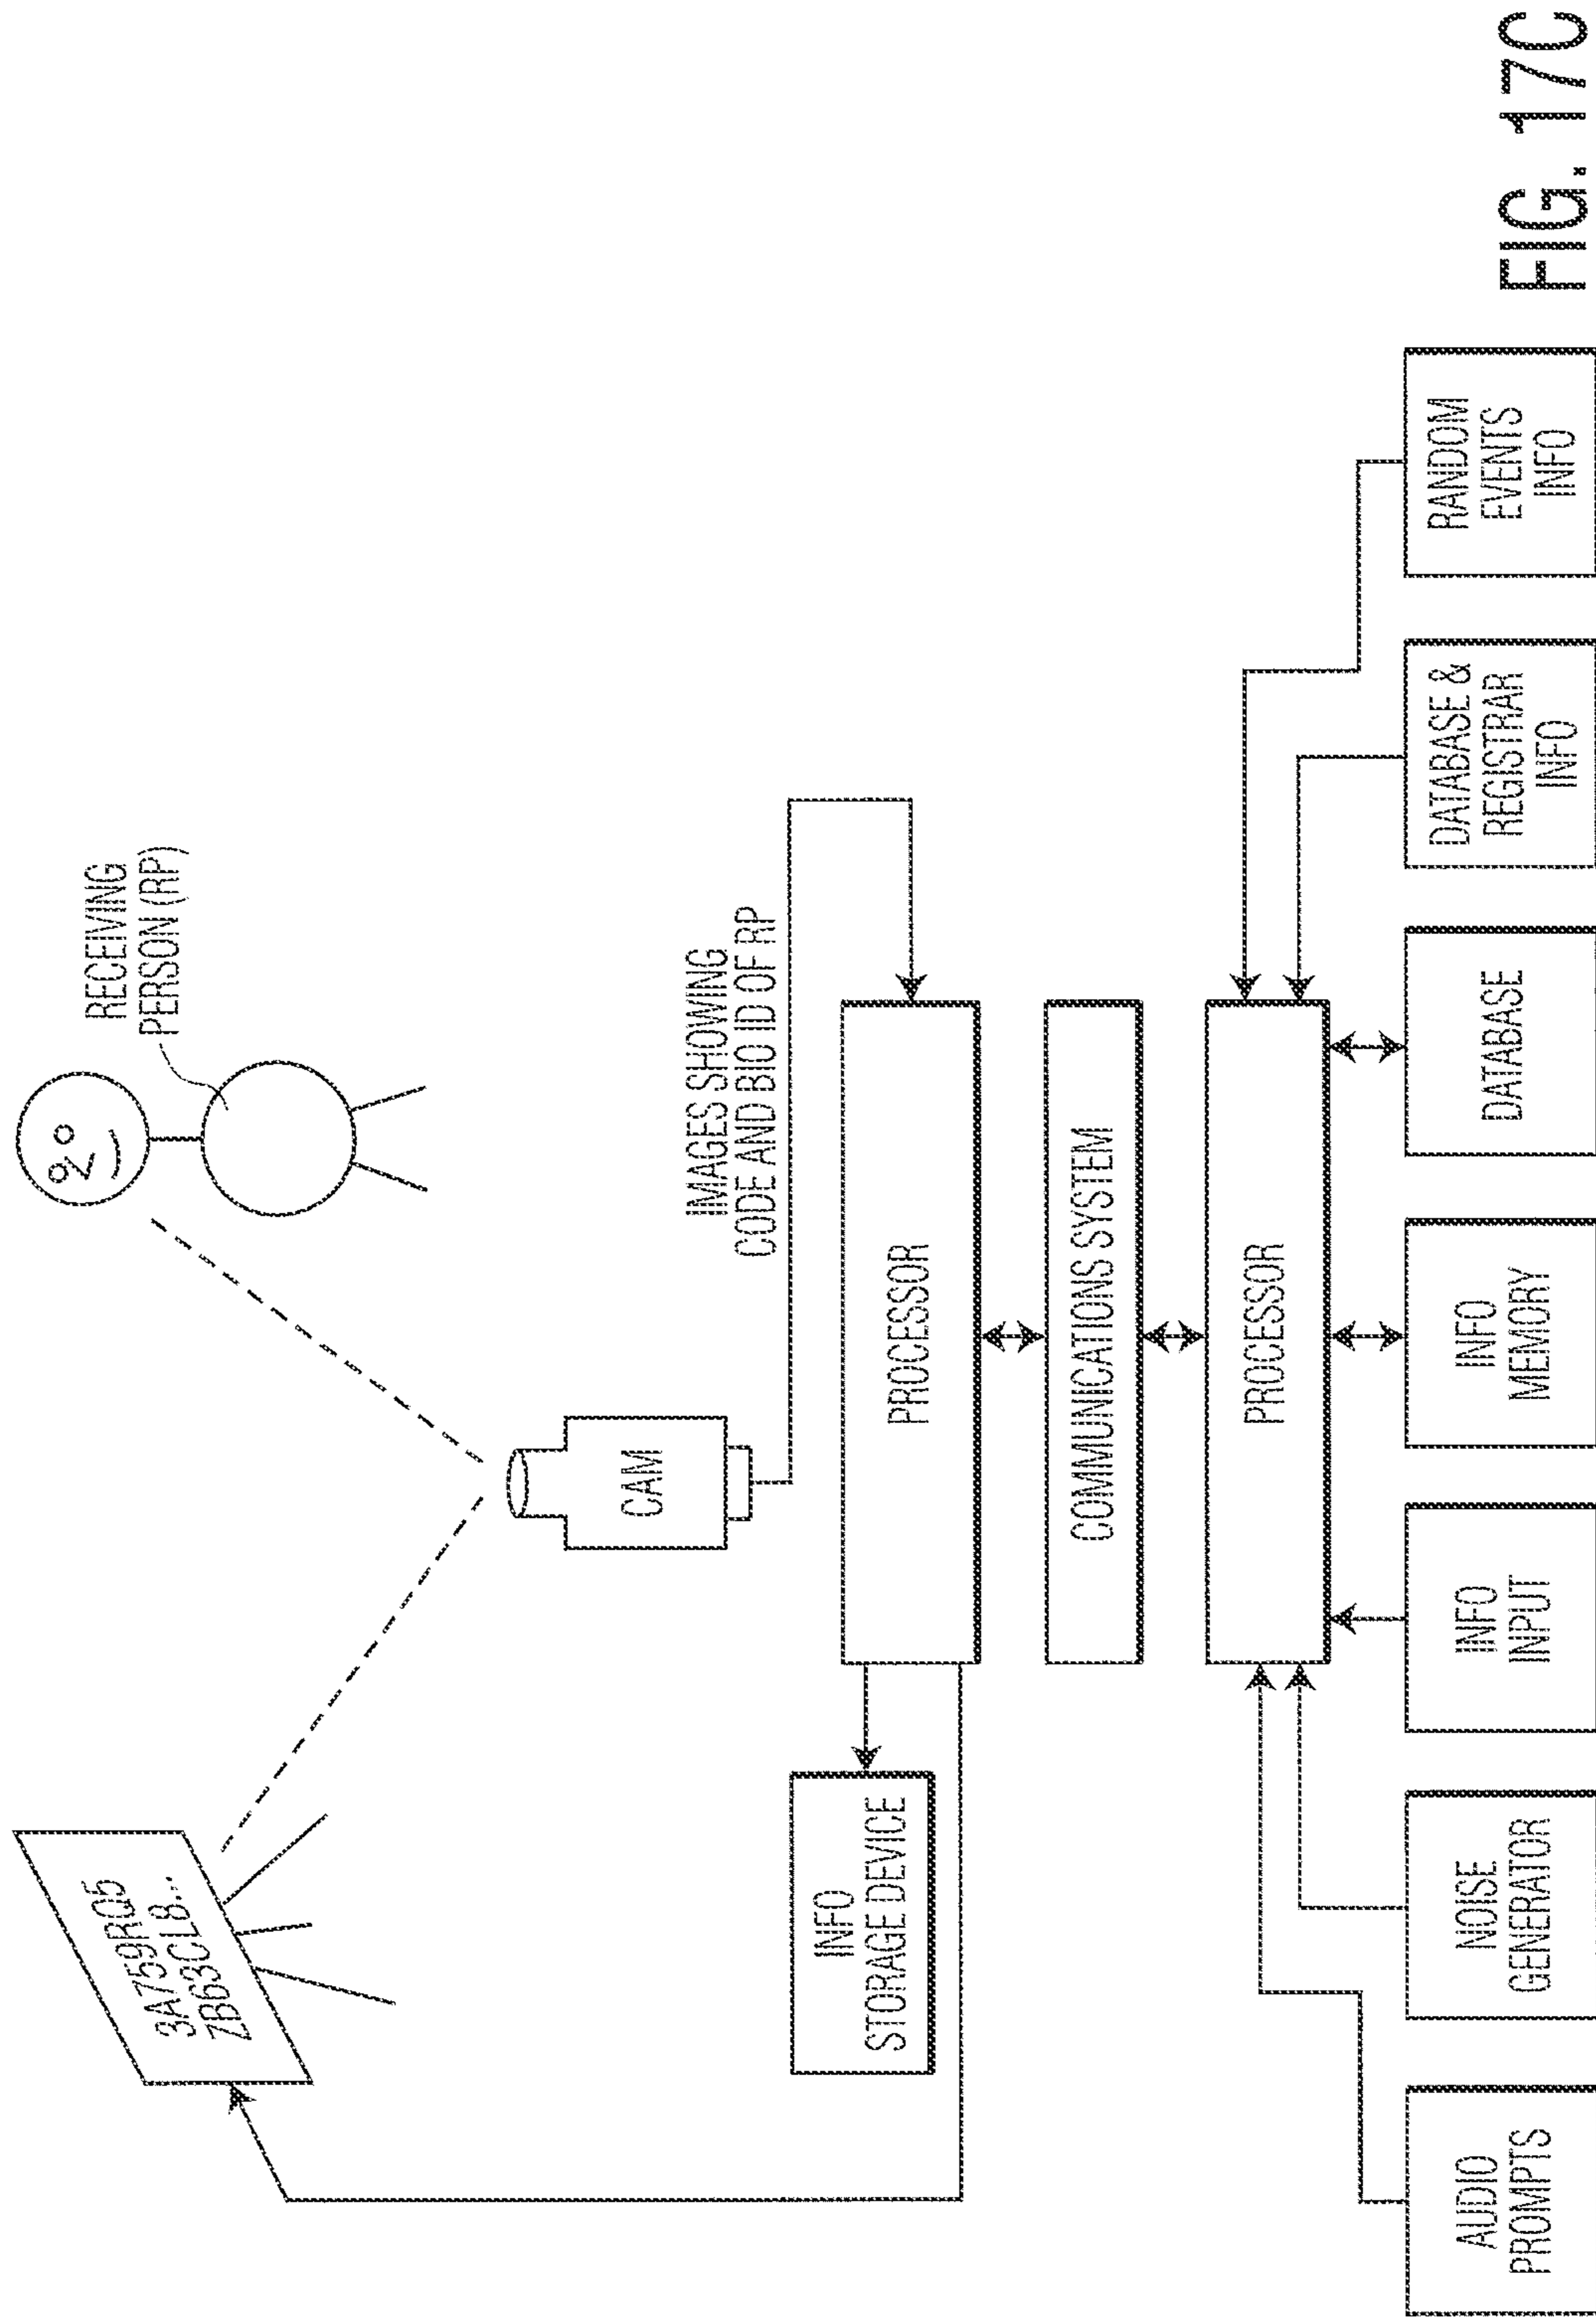 3A759RQ5
ZB63CL8...
RECEIVING
PERSON (RP)
CAM
IMAGES SHOWING
CODE AND BIO ID OF RP
INFO
STORAGE DEVICE
PROCESSOR
COMMUNICATIONS SYSTEM
PROCESSOR
AUDIO
PROMPTS
NOISE
GENERATOR
INFO
INPUT
INFO
MEMORY
DATABASE
DATABASE &
REGISTRAR
INFO
RANDOM
EVENTS
INFO
FIG. 17C